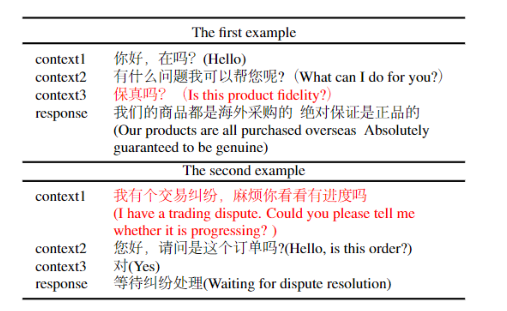 The first example
context1 你好，在吗？(Hello)
context2 有什么问题我可以帮您呢?（What can I do for you?）
context3 保真吗？（Is this product fidelity?）
response 我们的商品都是海外采购的 绝对保证是正品的
(Our products are all purchased overseas Absolutely
guaranteed to be genuine)
The second example
context1 我有个交易纠纷，麻烦你看看有进度吗
(I have a trading dispute. Could you please tell me
whether it is progressing? )
context2 您好，请问是这个订单吗?(Hello, is this order?)
context3 对(Yes)
response 等待纠纷处理(Waiting for dispute resolution)